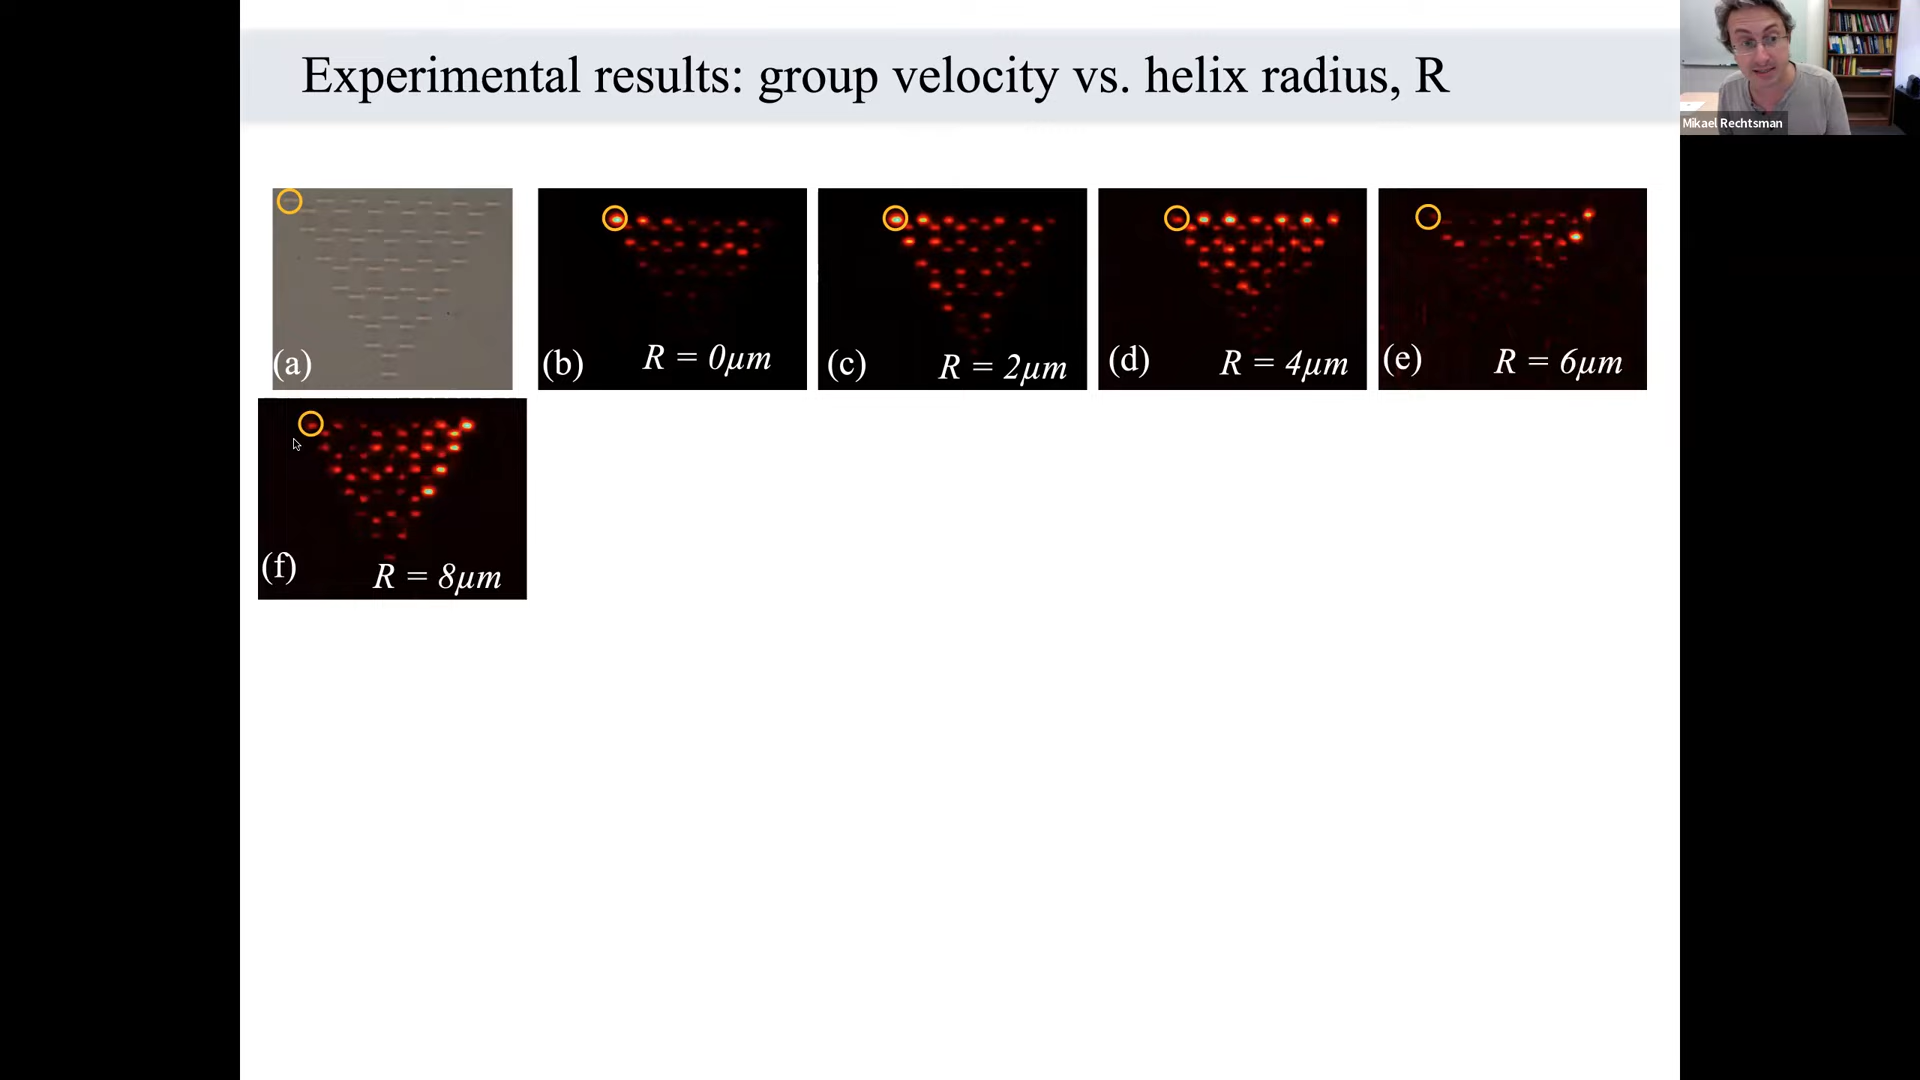 Experimental results: group velocity vs. helix radius, R
Mikael Rechtsman
(a)
(b)
R = 0μm
(c)
R = 2μm
(d)
R = 4μm
(e)
R = 6μm
(f)
R = 8μm